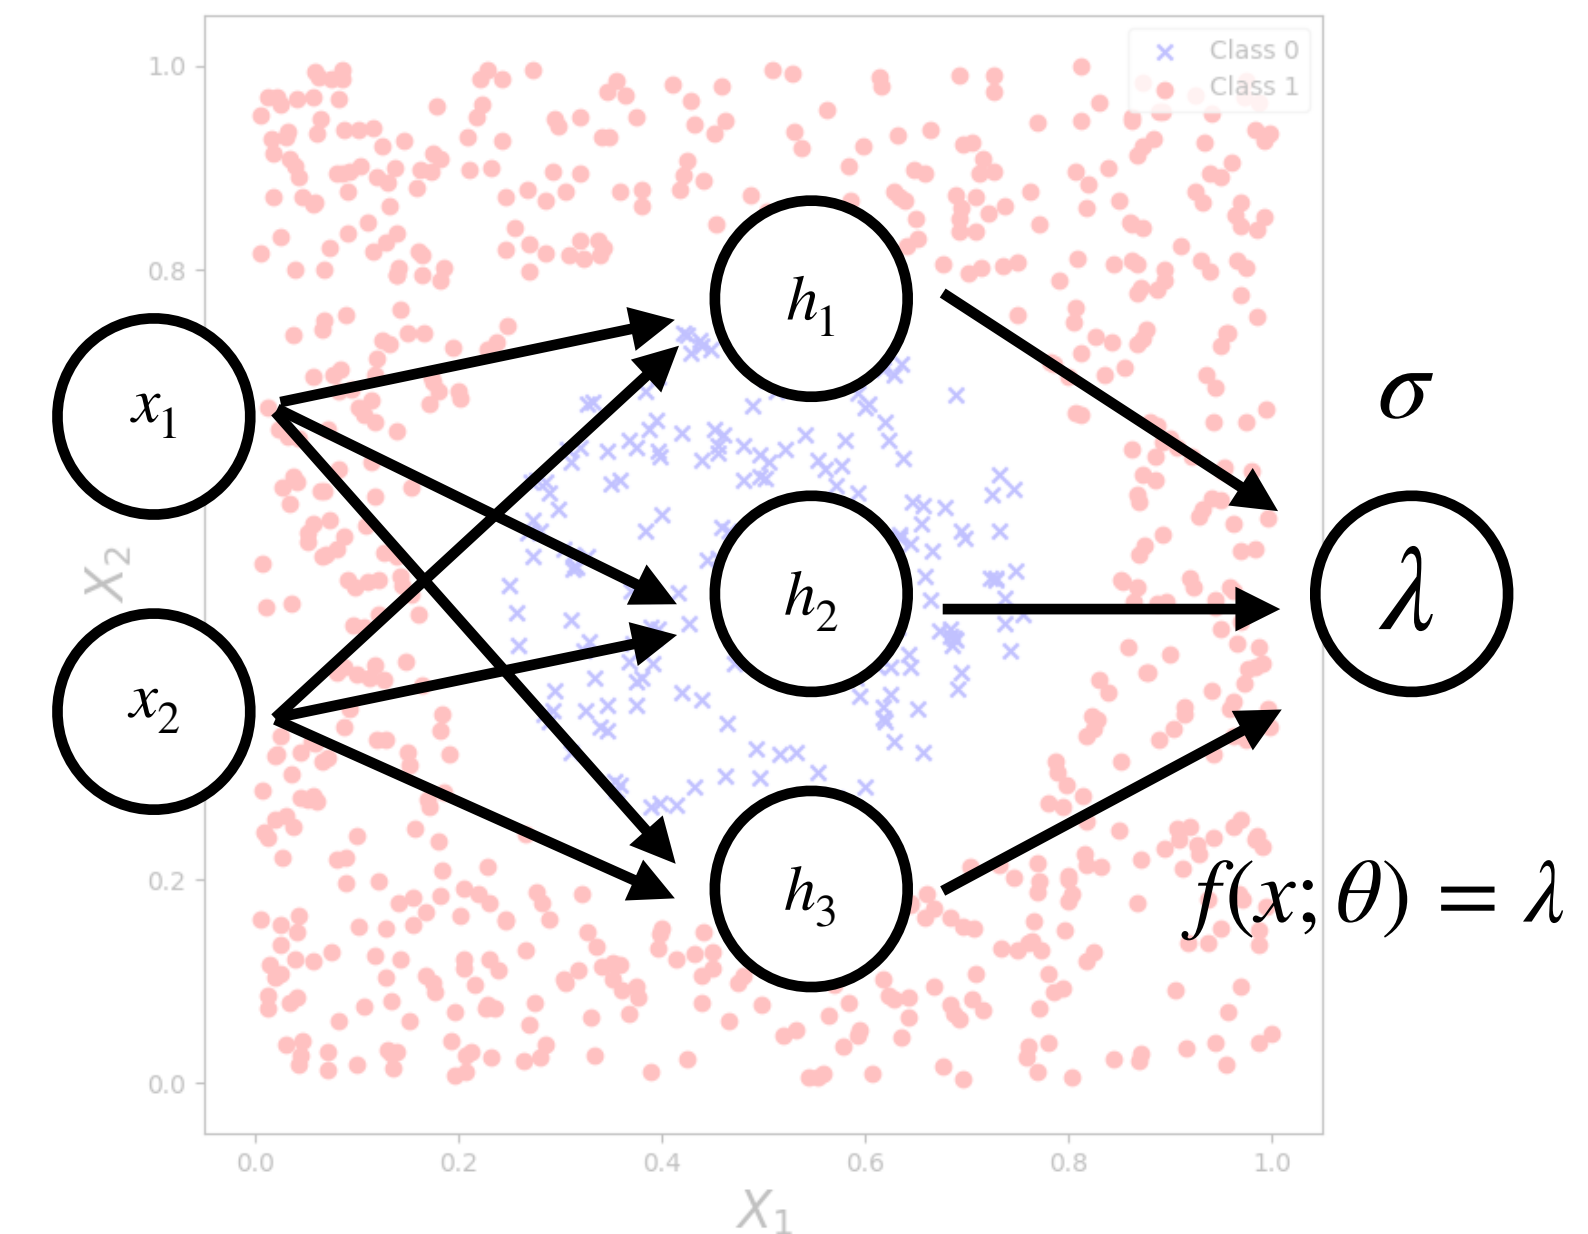 Class 0
Class 1
1.0
0.8
0.2
0.0
X₂
x₁
x₂
h₁
h₂
h₃
σ
λ
f(x; θ) = λ
0.0 0.2 0.4 0.6 0.8 1.0
X₁